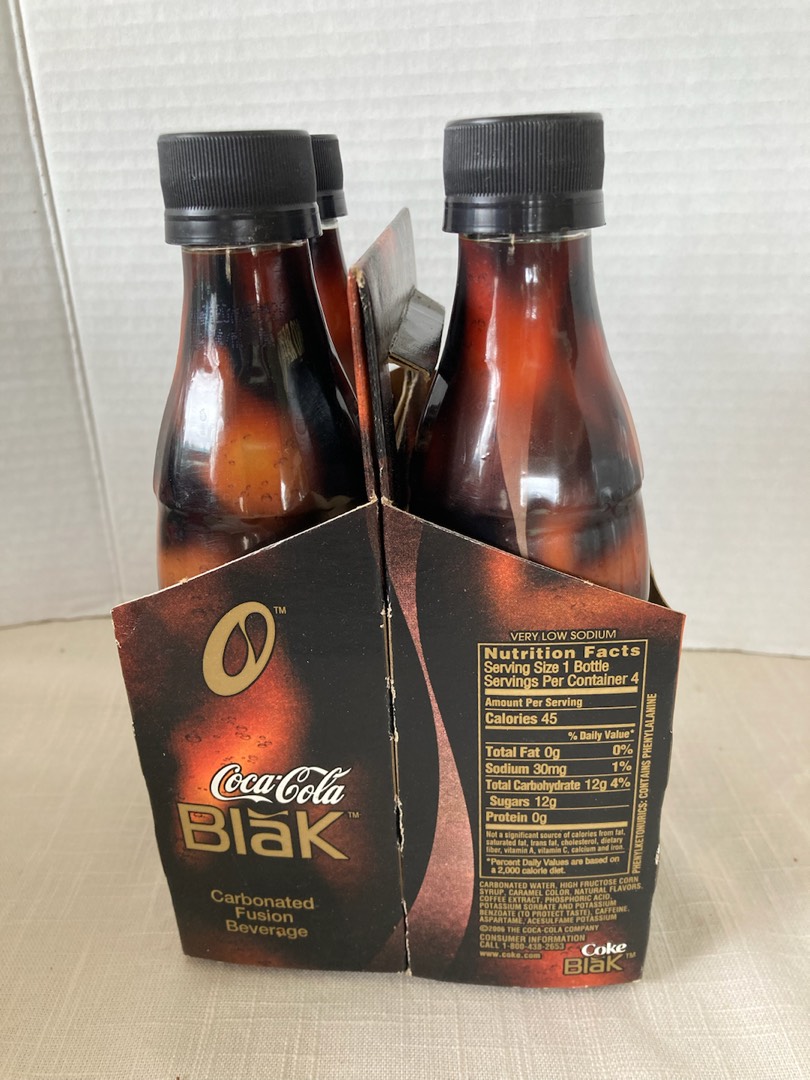 TM
Coca-Cola
BlāK TM
Carbonated
Fusion
Beverage
VERY LOW SODIUM
Nutrition Facts
Serving Size 1 Bottle
Servings Per Container 4
Amount Per Serving
Calories 45
% Daily Value*
Total Fat 0g 0%
Sodium 30mg 1%
Total Carbohydrate 12g 4%
Sugars 12g
Protein 0g
Not a significant source of calories from fat,
saturated fat, trans fat, cholesterol, dietary
fiber, vitamin A, vitamin C, calcium and iron.
*Percent Daily Values are based on
a 2,000 calorie diet.
PHENYLKETONURICS: CONTAINS PHENYLALANINE
CARBONATED WATER, HIGH FRUCTOSE CORN
SYRUP, CARAMEL COLOR, NATURAL FLAVORS,
COFFEE EXTRACT, PHOSPHORIC ACID,
POTASSIUM SORBATE AND POTASSIUM
BENZOATE (TO PROTECT TASTE), CAFFEINE,
ASPARTAME, ACESULFAME POTASSIUM
©2006 THE COCA-COLA COMPANY
CONSUMER INFORMATION
CALL 1-800-438-2653
www.coke.com
Coke
BlāK TM